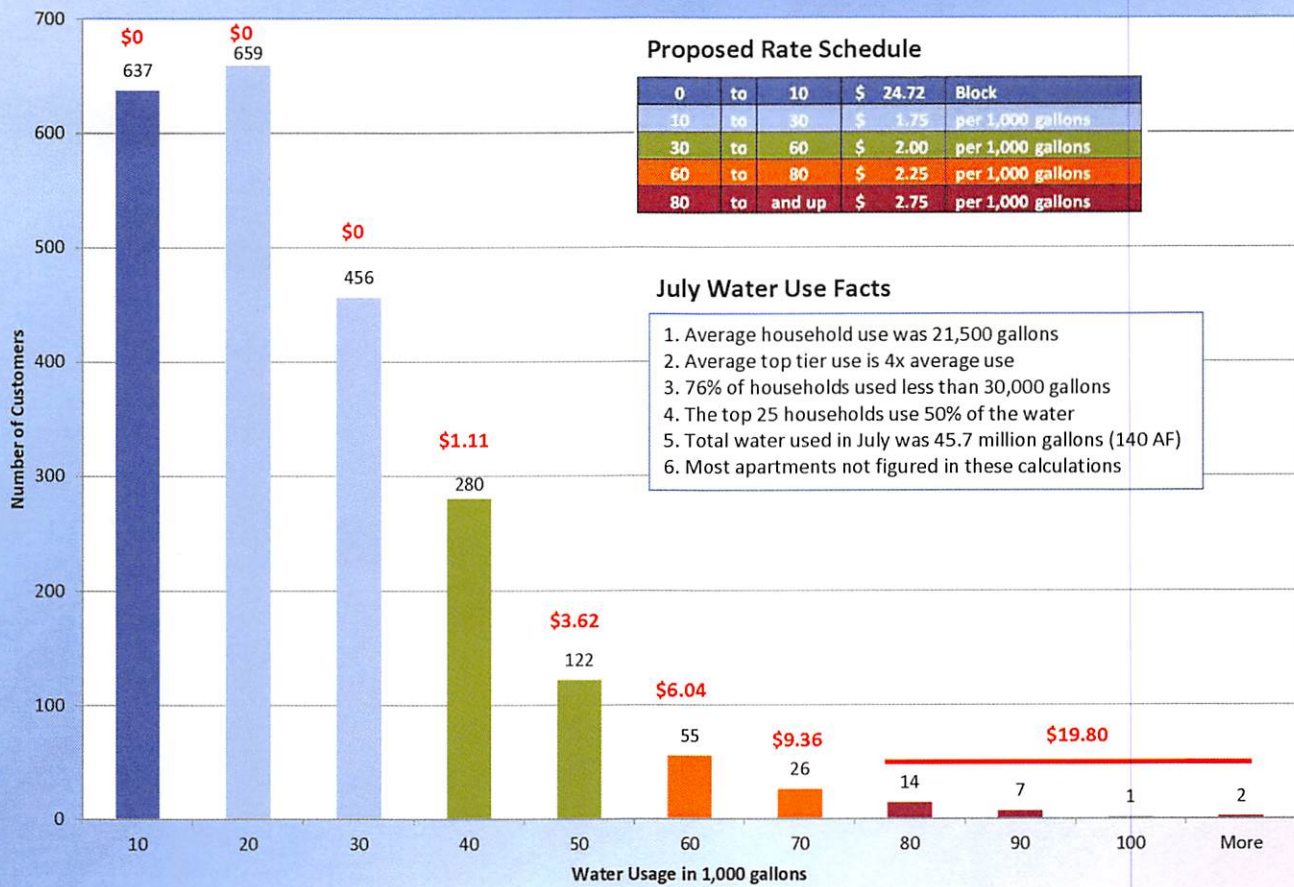 700
600
500
400
300
200
100
0
Number of Customers
$0
637
$0
659
$0
456
$1.11
280
$3.62
122
$6.04
55
$9.36
26
$19.80
14
7
1
2
10 20 30 40 50 60 70 80 90 100 More
Water Usage in 1,000 gallons
Proposed Rate Schedule
0 to 10 $ 24.72 Block
10 to 30 $ 1.75 per 1,000 gallons
30 to 60 $ 2.00 per 1,000 gallons
60 to 80 $ 2.25 per 1,000 gallons
80 to and up $ 2.75 per 1,000 gallons
July Water Use Facts
1. Average household use was 21,500 gallons
2. Average top tier use is 4x average use
3. 76% of households used less than 30,000 gallons
4. The top 25 households use 50% of the water
5. Total water used in July was 45.7 million gallons (140 AF)
6. Most apartments not figured in these calculations